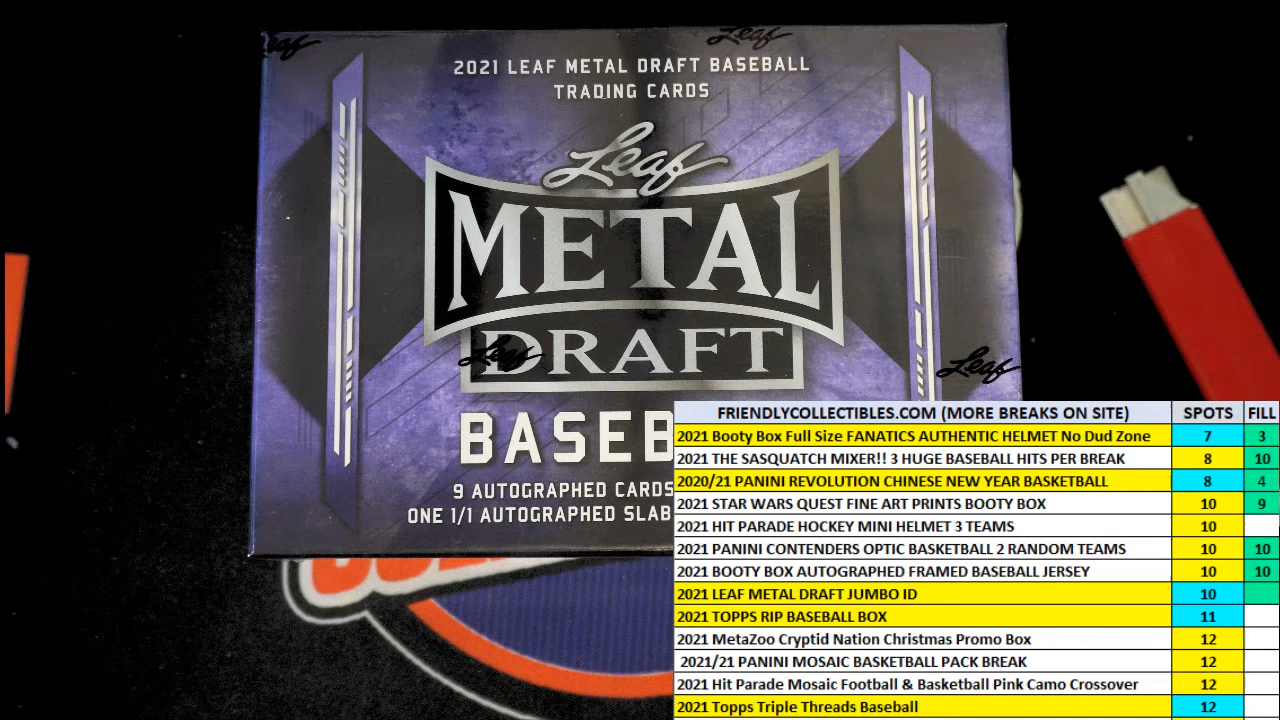 Leaf
Leaf
2021 LEAF METAL DRAFT BASEBALL
TRADING CARDS
Leaf
METAL
DRAFT
Leaf
Leaf
BASEB
9 AUTOGRAPHED CARDS
ONE 1/1 AUTOGRAPHED SLAB
FRIENDLYCOLLECTIBLES.COM (MORE BREAKS ON SITE) SPOTS FILL
2021 Booty Box Full Size FANATICS AUTHENTIC HELMET No Dud Zone 7 3
2021 THE SASQUATCH MIXER!! 3 HUGE BASEBALL HITS PER BREAK 8 10
2020/21 PANINI REVOLUTION CHINESE NEW YEAR BASKETBALL 8 4
2021 STAR WARS QUEST FINE ART PRINTS BOOTY BOX 10 9
2021 HIT PARADE HOCKEY MINI HELMET 3 TEAMS 10
2021 PANINI CONTENDERS OPTIC BASKETBALL 2 RANDOM TEAMS 10 10
2021 BOOTY BOX AUTOGRAPHED FRAMED BASEBALL JERSEY 10 10
2021 LEAF METAL DRAFT JUMBO ID 10
2021 TOPPS RIP BASEBALL BOX 11
2021 MetaZoo Cryptid Nation Christmas Promo Box 12
2021/21 PANINI MOSAIC BASKETBALL PACK BREAK 12
2021 Hit Parade Mosaic Football & Basketball Pink Camo Crossover 12
2021 Topps Triple Threads Baseball 12